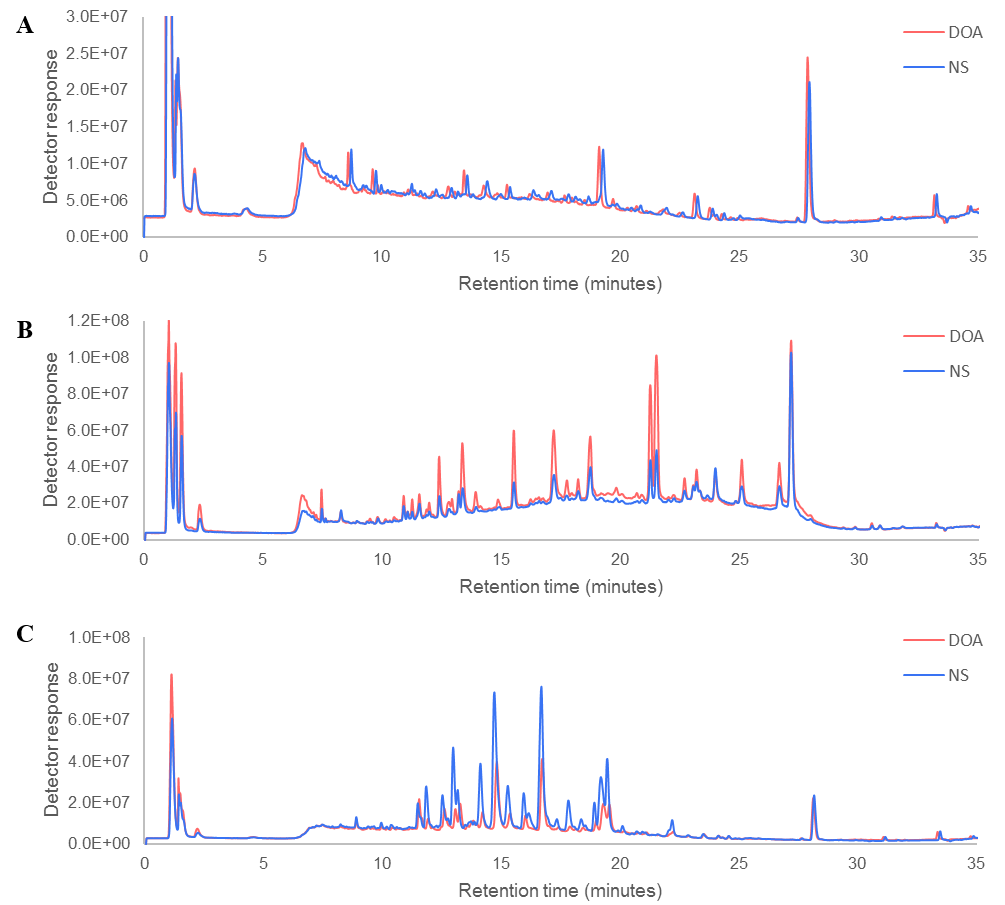 A
3.0E+07
2.5E+07
2.0E+07
1.5E+07
1.0E+07
5.0E+06
0.0E+00
Detector response
DOA
NS
0 5 10 15 20 25 30 35
Retention time (minutes)
B
1.2E+08
1.0E+08
8.0E+07
6.0E+07
4.0E+07
2.0E+07
0.0E+00
Detector response
DOA
NS
0 5 10 15 20 25 30 35
Retention time (minutes)
C
1.0E+08
8.0E+07
6.0E+07
4.0E+07
2.0E+07
0.0E+00
Detector response
DOA
NS
0 5 10 15 20 25 30 35
Retention time (minutes)